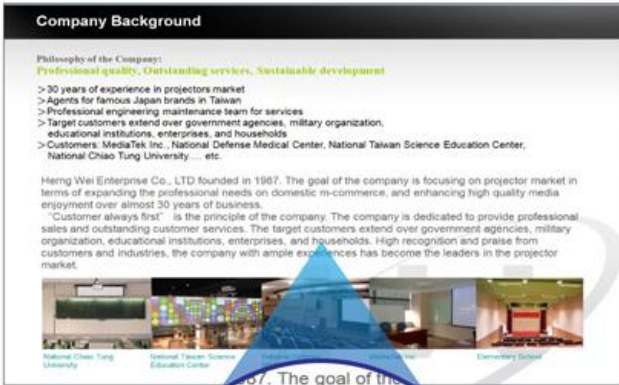 Company Background
Philosophy of the Company:
Professional quality, Outstanding services, Sustainable development
>30 years of experience in projectors market
>Agents for famous Japan brands in Taiwan
>Professional engineering maintenance team for services
>Target customers extend over government agencies, military organization,
educational institutions, enterprises, and households
>Customers: MediaTek Inc., National Defense Medical Center, National Taiwan Science Education Center,
National Chiao Tung University.... etc.
Herng Wei Enterprise Co., LTD founded in 1987. The goal of the company is focusing on projector market in
terms of expanding the professional needs on domestic m-commerce, and enhancing high quality media
enjoyment over almost 30 years of business.
"Customer always first" is the principle of the company. The company is dedicated to provide professional
sales and outstanding customer services. The target customers extend over government agencies, military
organization, educational institutions, enterprises, and households. High recognition and praise from
customers and industries, the company with ample experiences has become the leaders in the projector
market.
National Chiao Tung
University
National Taiwan Science
Education Center
Elementary School
87. The goal of the